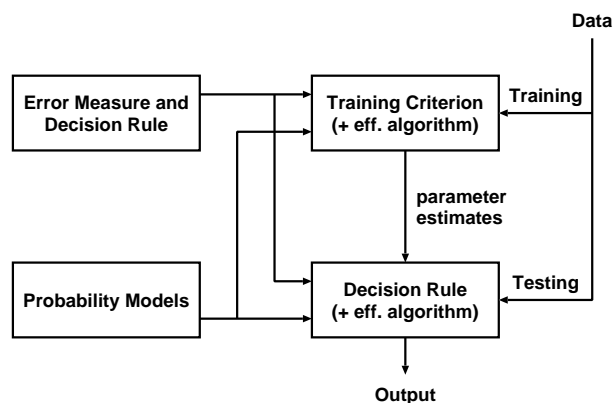 Data
Error Measure and
Decision Rule
Training Criterion
(+ eff. algorithm)
Training
parameter
estimates
Probability Models
Decision Rule
(+ eff. algorithm)
Testing
Output